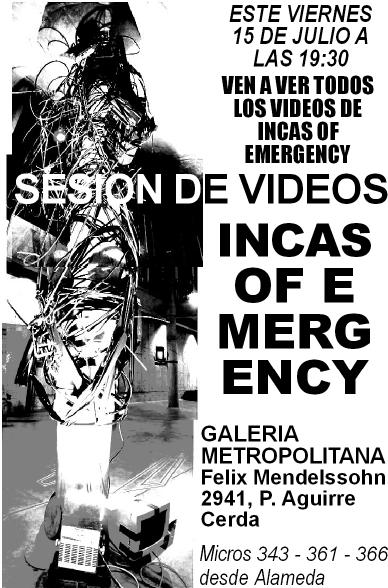 ESTE VIERNES
15 DE JULIO A
LAS 19:30
VEN A VER TODOS
LOS VIDEOS DE
INCAS OF
EMERGENCY
SESION DE VIDEOS
INCAS
OF E
MERG
ENCY
GALERIA
METROPOLITANA
Felix Mendelssohn
2941, P. Aguirre
Cerda
Micros 343 - 361 - 366
desde Alameda